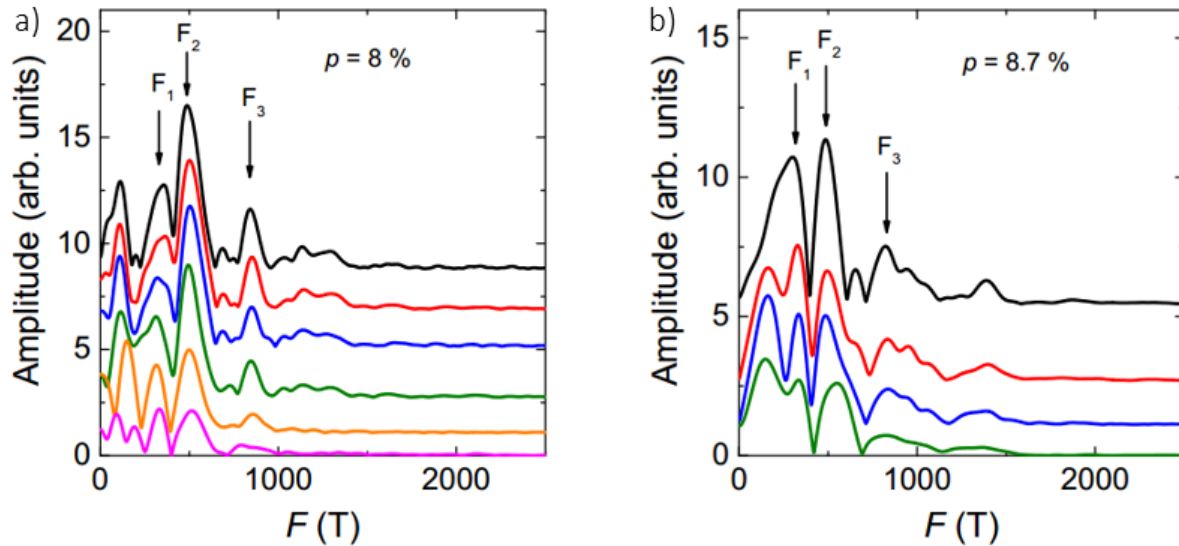 a)
20
15
10
5
0
Amplitude (arb. units)
F₁
F₂
F₃
p = 8 %
0
1000
2000
F (T)
b)
15
10
5
0
Amplitude (arb. units)
F₁
F₂
F₃
p = 8.7 %
0
1000
2000
F (T)